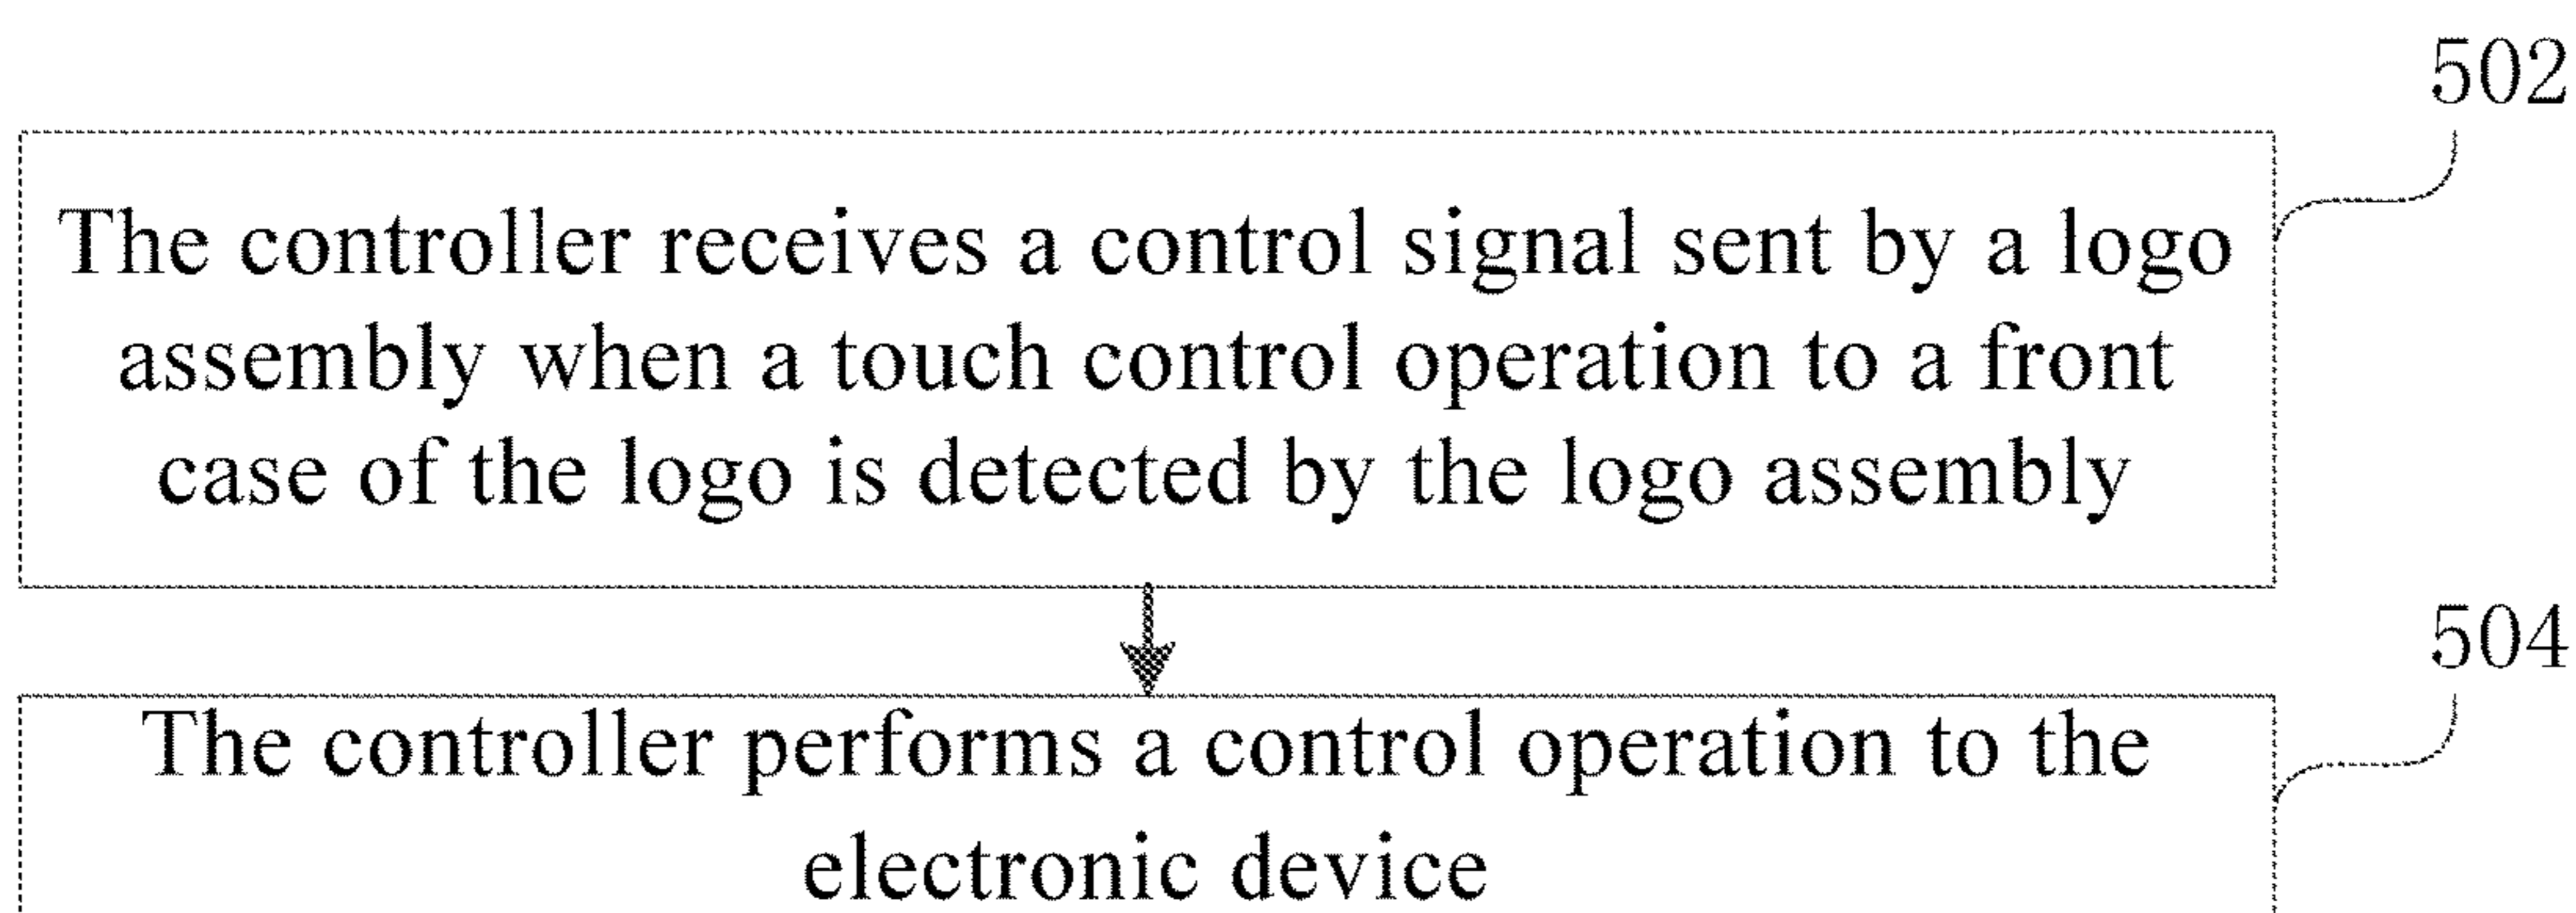 502
The controller receives a control signal sent by a logo
assembly when a touch control operation to a front
case of the logo is detected by the logo assembly
504
The controller performs a control operation to the
electronic device